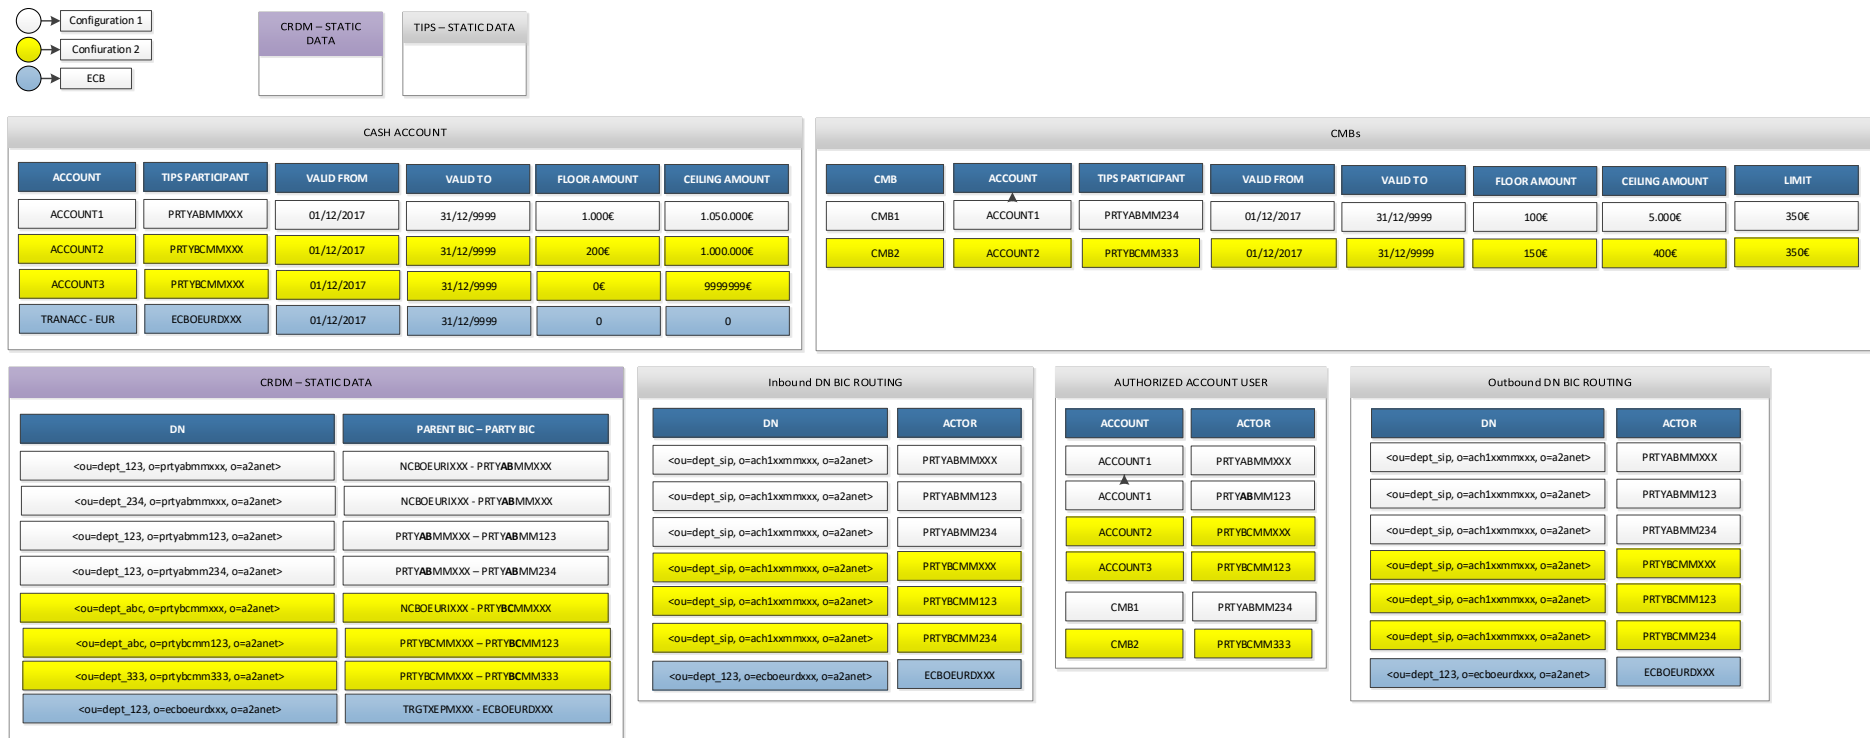 Configuration 1
Confiuration 2
ECB
CRDM – STATIC
DATA
TIPS – STATIC DATA
CASH ACCOUNT
ACCOUNT TIPS PARTICIPANT VALID FROM VALID TO FLOOR AMOUNT CEILING AMOUNT
ACCOUNT1 PRTYABMMXXX 01/12/2017 31/12/9999 1.000€ 1.050.000€
ACCOUNT2 PRTYBCMMXXX 01/12/2017 31/12/9999 200€ 1.000.000€
ACCOUNT3 PRTYBCMMXXX 01/12/2017 31/12/9999 0€ 9999999€
TRANACC - EUR ECBOEURDXXX 01/12/2017 31/12/9999 0 0
CMBs
CMB ACCOUNT TIPS PARTICIPANT VALID FROM VALID TO FLOOR AMOUNT CEILING AMOUNT LIMIT
CMB1 ACCOUNT1 PRTYABMM234 01/12/2017 31/12/9999 100€ 5.000€ 350€
CMB2 ACCOUNT2 PRTYBCMM333 01/12/2017 31/12/9999 150€ 400€ 350€
CRDM – STATIC DATA
DN PARENT BIC – PARTY BIC
<ou=dept_123, o=prtyabmmxxx, o=a2anet> NCBOEURIXXX - PRTYABMMXXX
<ou=dept_234, o=prtyabmmxxx, o=a2anet> NCBOEURIXXX - PRTYABMMXXX
<ou=dept_123, o=prtyabmm123, o=a2anet> PRTYABMMXXX – PRTYABMM123
<ou=dept_123, o=prtyabmm234, o=a2anet> PRTYABMMXXX – PRTYABMM234
<ou=dept_abc, o=prtybcmmxxx, o=a2anet> NCBOEURIXXX - PRTYBCMMXXX
<ou=dept_abc, o=prtybcmm123, o=a2anet> PRTYBCMMXXX – PRTYBCMM123
<ou=dept_333, o=prtybcmm333, o=a2anet> PRTYBCMMXXX – PRTYBCMM333
<ou=dept_123, o=ecboeurdxxx, o=a2anet> TRGTXEPMXXX - ECBOEURDXXX
Inbound DN BIC ROUTING
DN ACTOR
<ou=dept_sip, o=ach1xxmmxxx, o=a2anet> PRTYABMMXXX
<ou=dept_sip, o=ach1xxmmxxx, o=a2anet> PRTYABMM123
<ou=dept_sip, o=ach1xxmmxxx, o=a2anet> PRTYABMM234
<ou=dept_sip, o=ach1xxmmxxx, o=a2anet> PRTYBCMMXXX
<ou=dept_sip, o=ach1xxmmxxx, o=a2anet> PRTYBCMM123
<ou=dept_sip, o=ach1xxmmxxx, o=a2anet> PRTYBCMM234
<ou=dept_123, o=ecboeurdxxx, o=a2anet> ECBOEURDXXX
AUTHORIZED ACCOUNT USER
ACCOUNT ACTOR
ACCOUNT1 PRTYABMMXXX
ACCOUNT1 PRTYABMM123
ACCOUNT2 PRTYBCMMXXX
ACCOUNT3 PRTYBCMM123
CMB1 PRTYABMM234
CMB2 PRTYBCMM333
Outbound DN BIC ROUTING
DN ACTOR
<ou=dept_sip, o=ach1xxmmxxx, o=a2anet> PRTYABMMXXX
<ou=dept_sip, o=ach1xxmmxxx, o=a2anet> PRTYABMM123
<ou=dept_sip, o=ach1xxmmxxx, o=a2anet> PRTYABMM234
<ou=dept_sip, o=ach1xxmmxxx, o=a2anet> PRTYBCMMXXX
<ou=dept_sip, o=ach1xxmmxxx, o=a2anet> PRTYBCMM123
<ou=dept_sip, o=ach1xxmmxxx, o=a2anet> PRTYBCMM234
<ou=dept_123, o=ecboeurdxxx, o=a2anet> ECBOEURDXXX